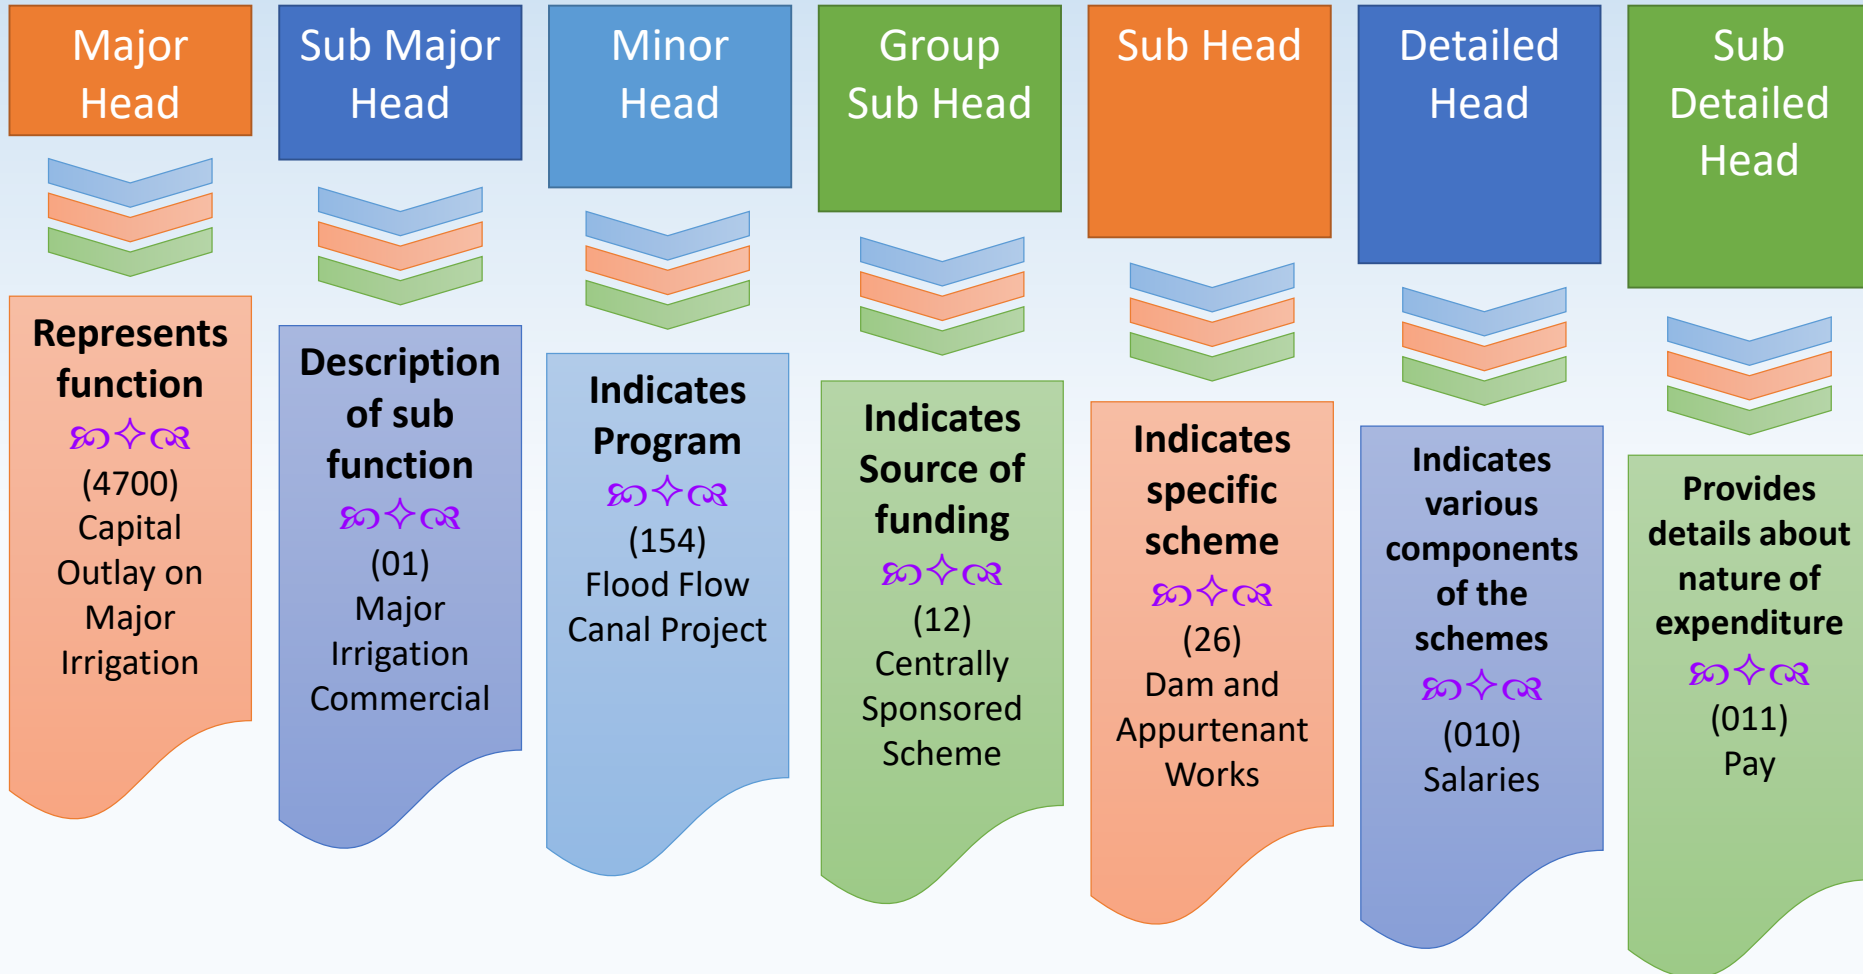 Major
Head
Represents
function
(4700)
Capital
Outlay on
Major
Irrigation
Sub Major
Head
Description
of sub
function
(01)
Major
Irrigation
Commercial
Minor
Head
Indicates
Program
(154)
Flood Flow
Canal Project
Group
Sub Head
Indicates
Source of
funding
(12)
Centrally
Sponsored
Scheme
Sub Head
Indicates
specific
scheme
(26)
Dam and
Appurtenant
Works
Detailed
Head
Indicates
various
components
of the
schemes
(010)
Salaries
Sub
Detailed
Head
Provides
details about
nature of
expenditure
(011)
Pay